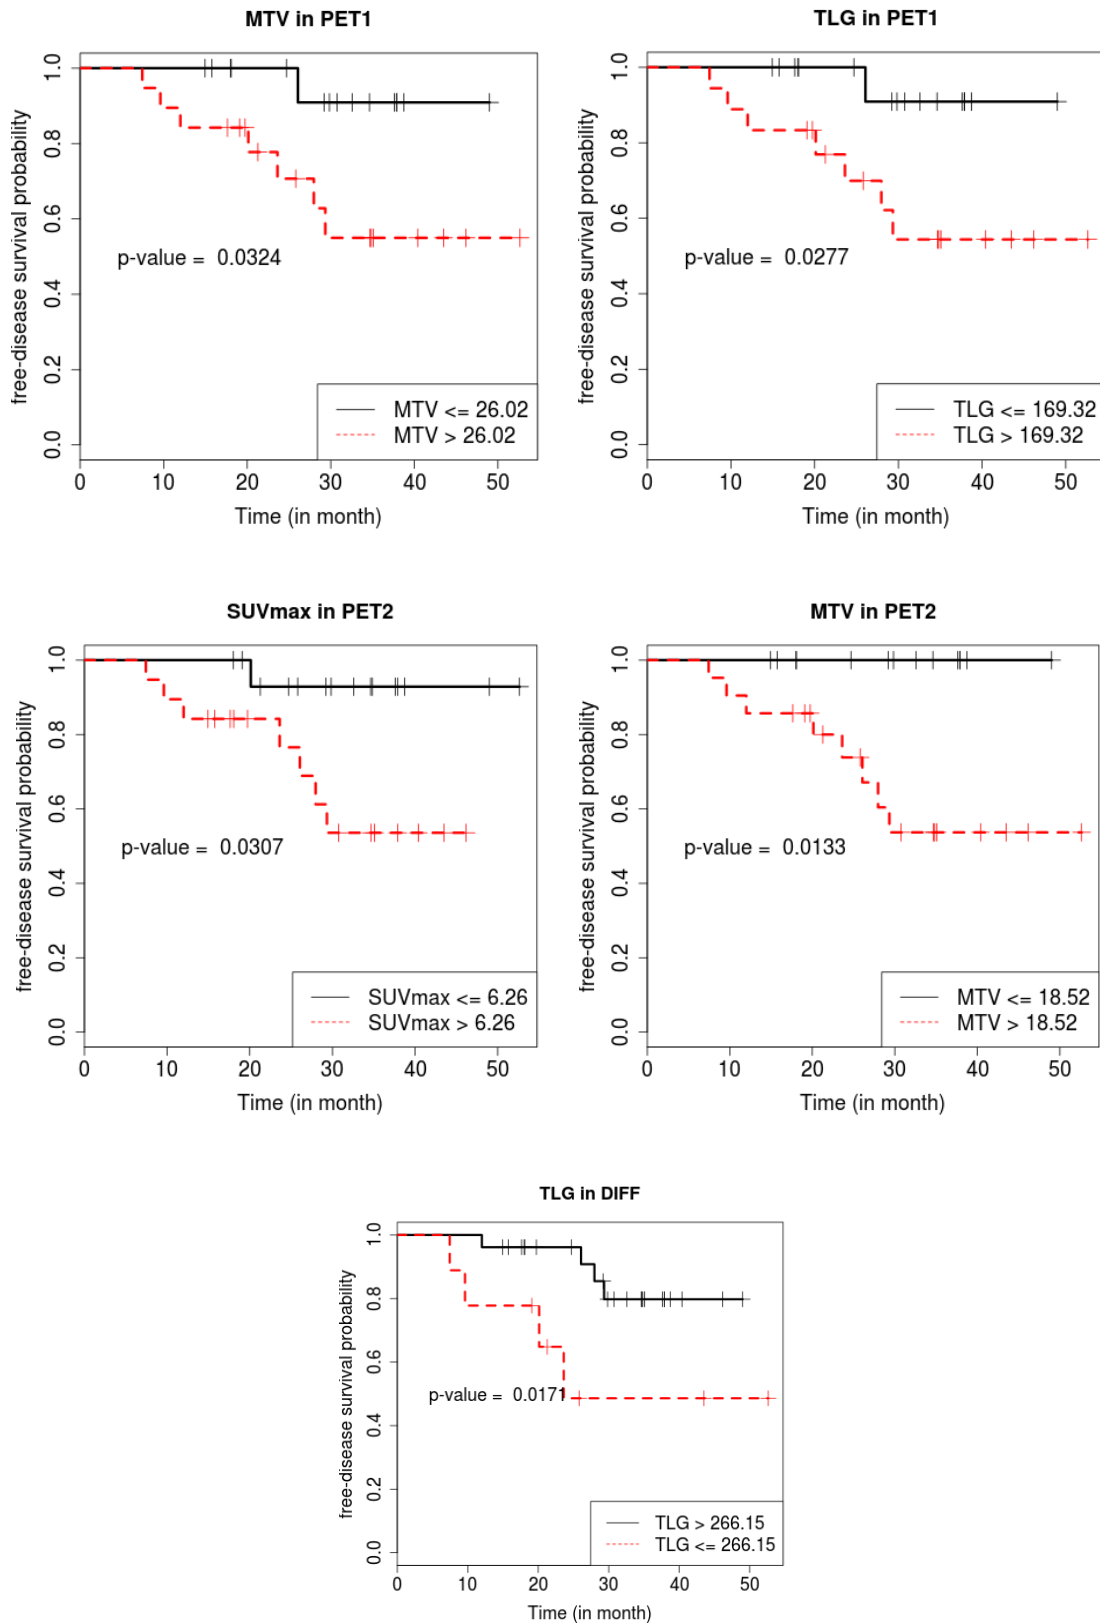 MTV in PET1
free-disease survival probability
1.0
0.8
0.6
0.4
0.2
0.0
p-value = 0.0324
MTV <= 26.02
MTV > 26.02
0 10 20 30 40 50
Time (in month)
TLG in PET1
free-disease survival probability
1.0
0.8
0.6
0.4
0.2
0.0
p-value = 0.0277
TLG <= 169.32
TLG > 169.32
0 10 20 30 40 50
Time (in month)
SUVmax in PET2
free-disease survival probability
1.0
0.8
0.6
0.4
0.2
0.0
p-value = 0.0307
SUVmax <= 6.26
SUVmax > 6.26
0 10 20 30 40 50
Time (in month)
MTV in PET2
free-disease survival probability
1.0
0.8
0.6
0.4
0.2
0.0
p-value = 0.0133
MTV <= 18.52
MTV > 18.52
0 10 20 30 40 50
Time (in month)
TLG in DIFF
free-disease survival probability
1.0
0.8
0.6
0.4
0.2
0.0
p-value = 0.0171
TLG > 266.15
TLG <= 266.15
0 10 20 30 40 50
Time (in month)